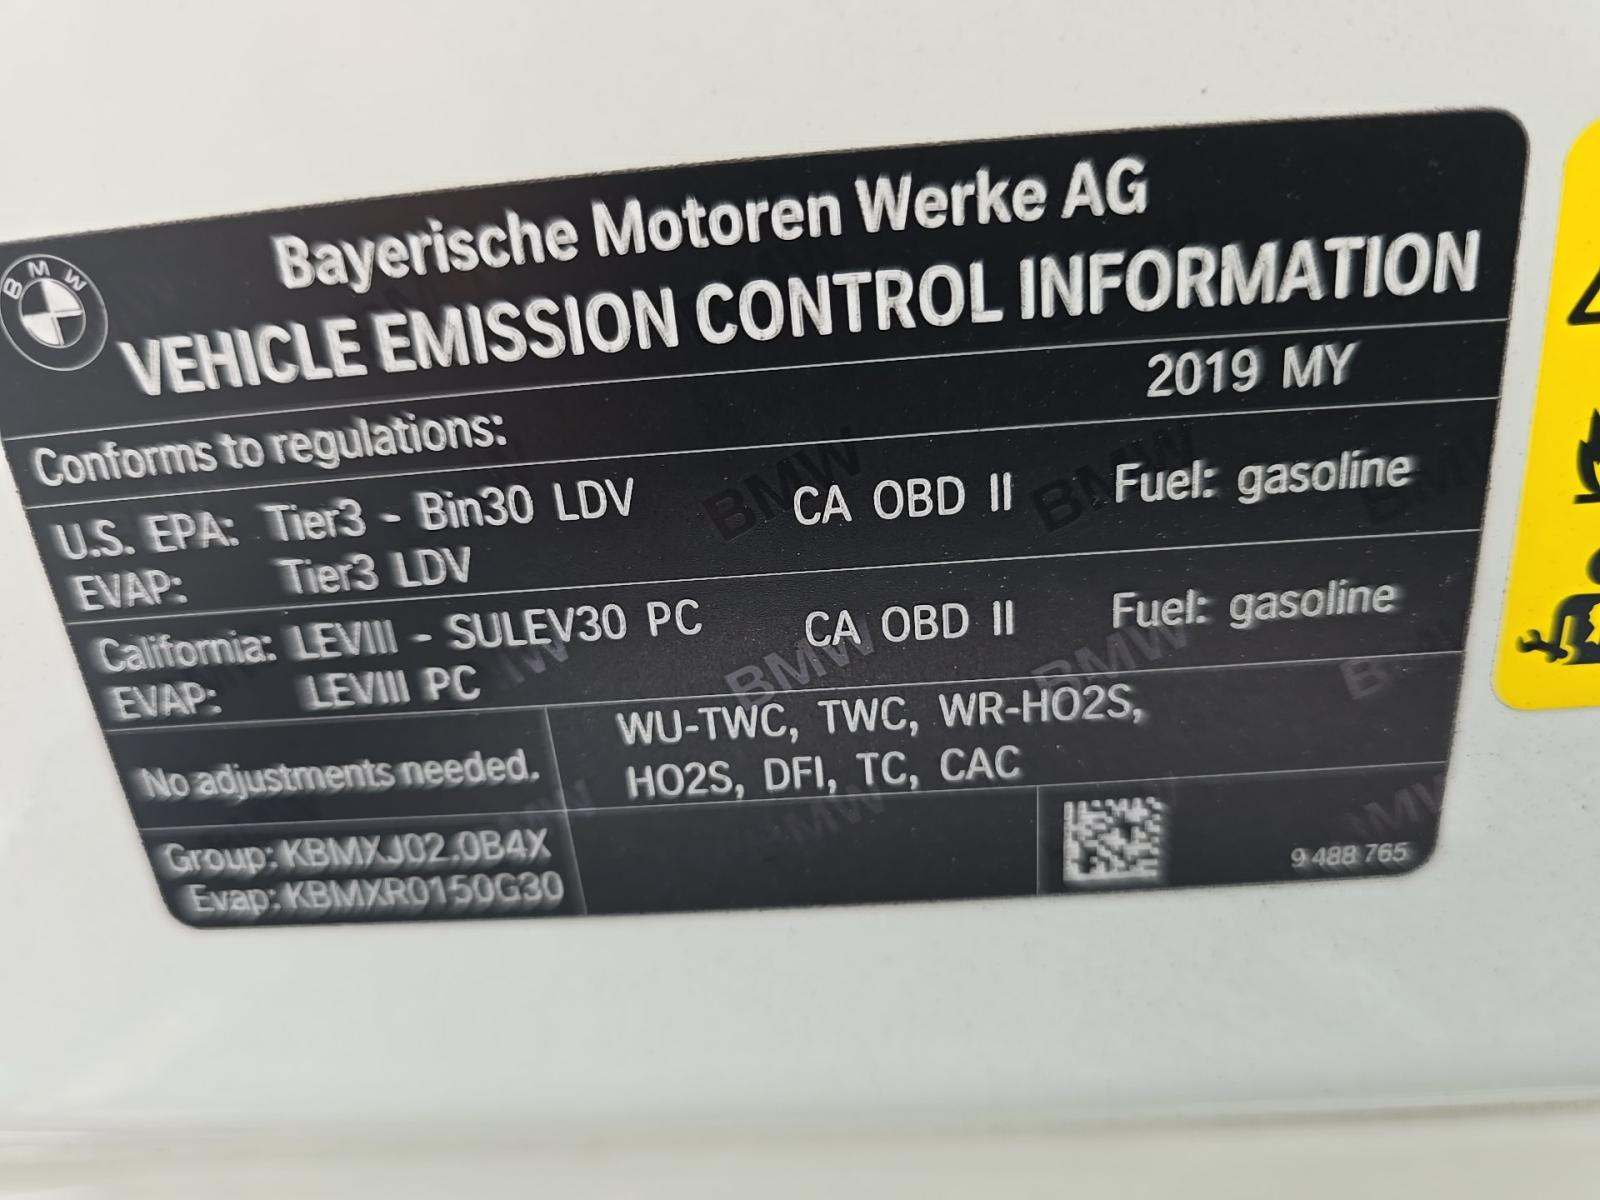 BMW
Bayerische Motoren Werke AG
VEHICLE EMISSION CONTROL INFORMATION
Conforms to regulations: 2019 MY
U.S. EPA: Tier3 - Bin30 LDV CA OBD II Fuel: gasoline
EVAP: Tier3 LDV
California: LEVIII - SULEV30 PC CA OBD II Fuel: gasoline
EVAP: LEVIII PC
No adjustments needed.
WU-TWC, TWC, WR-HO2S,
HO2S, DFI, TC, CAC
Group: KBMXJ02.0B4X
Evap: KBMXR0150G30
9 488 765